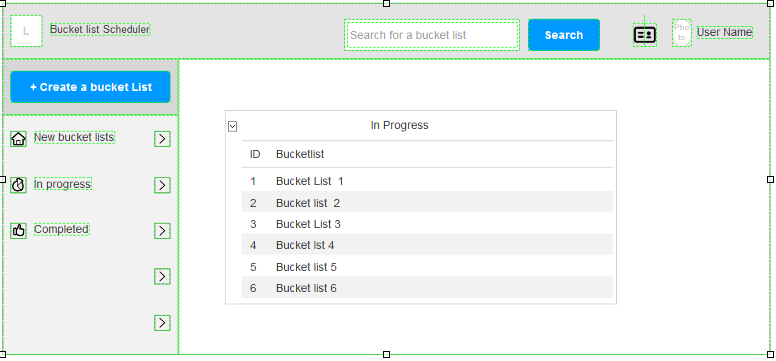 L
Bucket list Scheduler
Search for a bucket list
Search
Pho
to
User Name
+ Create a bucket List
New bucket lists
In progress
Completed
In Progress
ID Bucketlist
1 Bucket List 1
2 Bucket list 2
3 Bucket List 3
4 Bucket lst 4
5 Bucket list 5
6 Bucket list 6